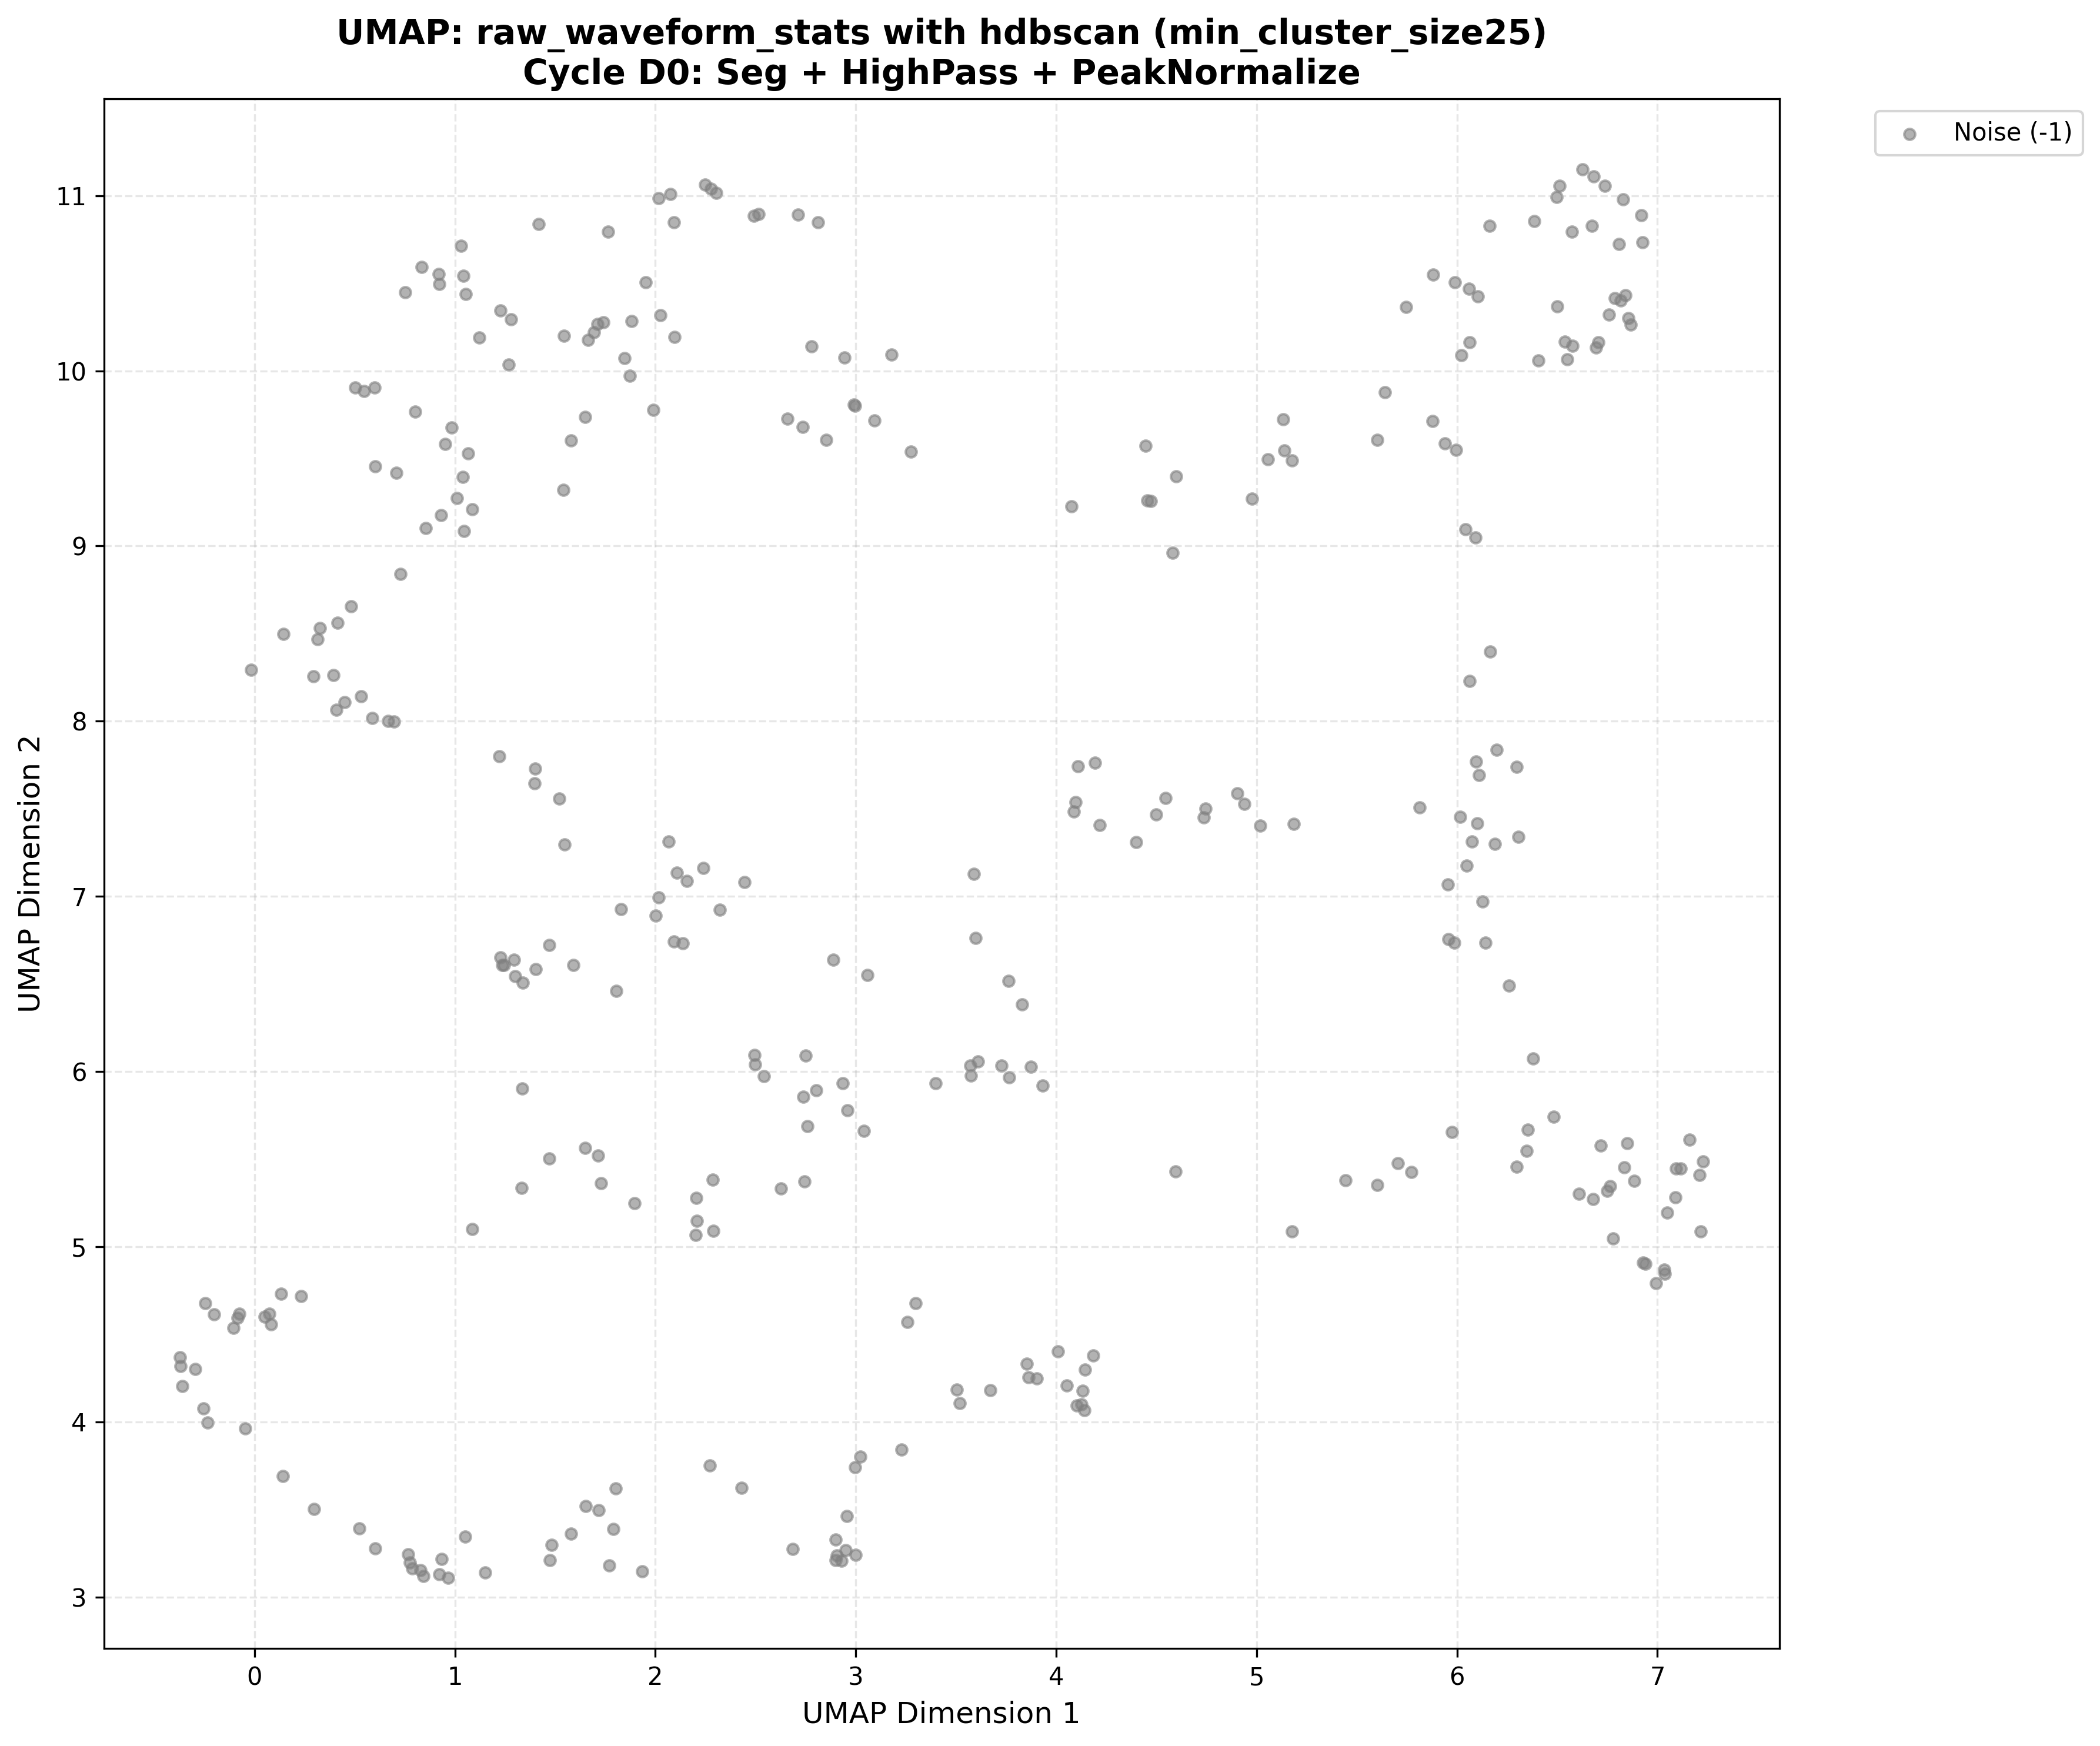 UMAP: raw_waveform_stats with hdbscan (min_cluster_size25)
Cycle D0: Seg + HighPass + PeakNormalize
Noise (-1)
11
10
9
8
7
6
5
4
3
UMAP Dimension 2
0 1 2 3 4 5 6 7
UMAP Dimension 1